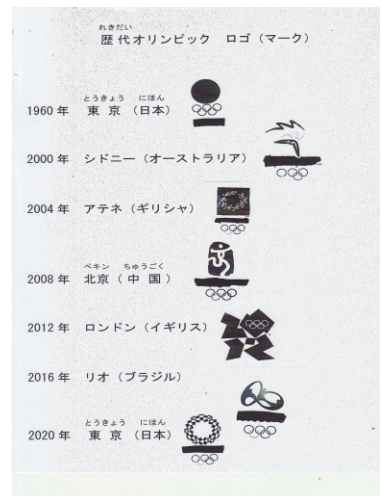 れきだい
歴代オリンピック ロゴ（マーク）
とうきょう にほん
1960年 東京（日本）
2000年 シドニー（オーストラリア）
2004年 アテネ（ギリシャ）
ペキン ちゅうごく
2008年 北京（中国）
2012年 ロンドン（イギリス）
2016年 リオ（ブラジル）
とうきょう にほん
2020年 東京（日本）